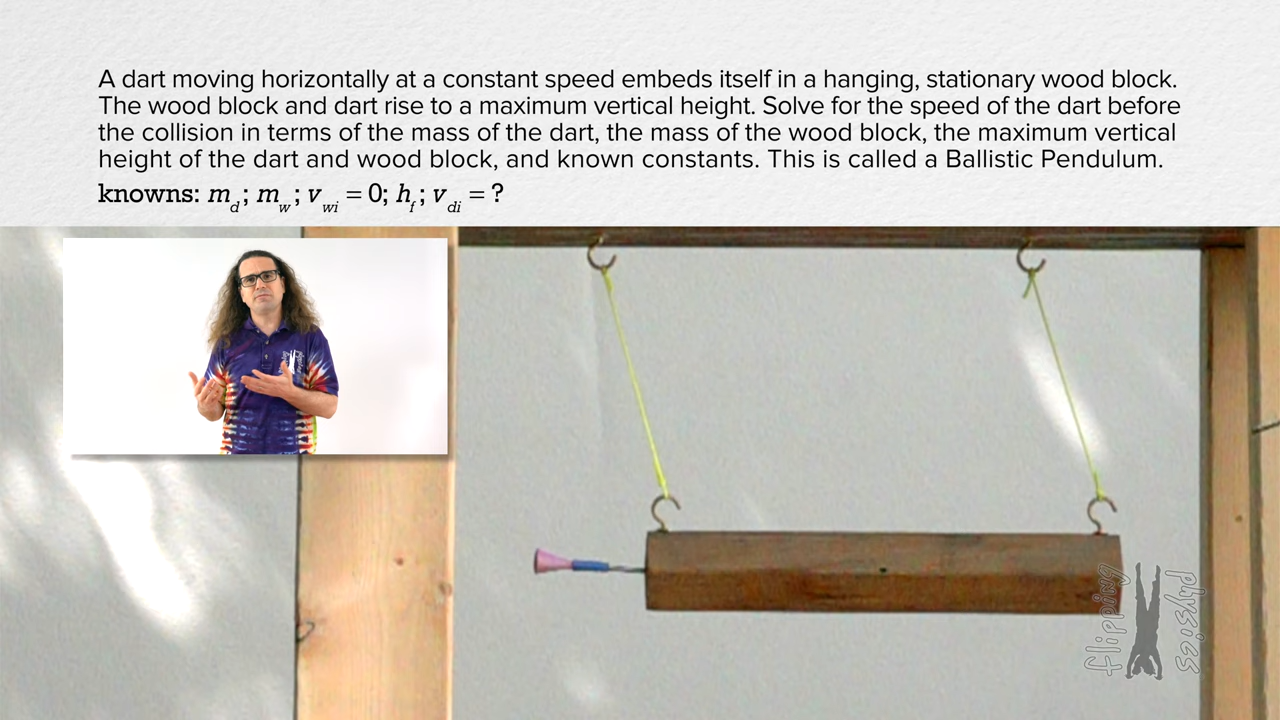 A dart moving horizontally at a constant speed embeds itself in a hanging, stationary wood block.
The wood block and dart rise to a maximum vertical height. Solve for the speed of the dart before
the collision in terms of the mass of the dart, the mass of the wood block, the maximum vertical
height of the dart and wood block, and known constants. This is called a Ballistic Pendulum.
knowns: m_d; m_w; v_wi = 0; h_f; v_di = ?
flipping
physics